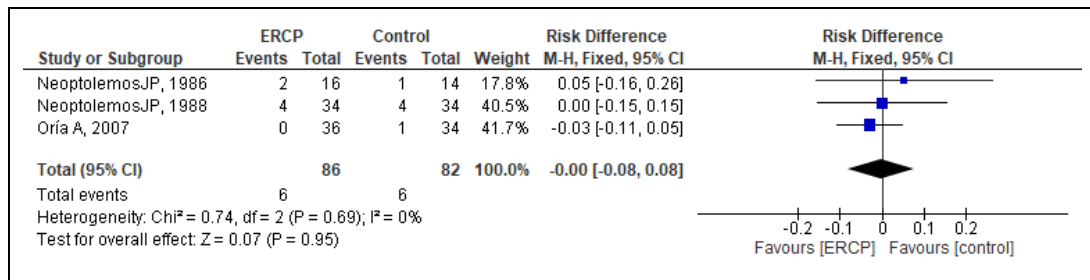 ERCP Control Risk Difference Risk Difference
Study or Subgroup Events Total Events Total Weight M-H, Fixed, 95% CI M-H, Fixed, 95% CI
NeoptolemosJP, 1986 2 16 1 14 17.8% 0.05 [-0.16, 0.26]
NeoptolemosJP, 1988 4 34 4 34 40.5% 0.00 [-0.15, 0.15]
Oría A, 2007 0 36 1 34 41.7% -0.03 [-0.11, 0.05]
Total (95% CI) 86 82 100.0% -0.00 [-0.08, 0.08]
Total events 6 6
Heterogeneity: Chi² = 0.74, df = 2 (P = 0.69); I² = 0%
Test for overall effect: Z = 0.07 (P = 0.95)
-0.2 -0.1 0 0.1 0.2
Favours [ERCP] Favours [control]